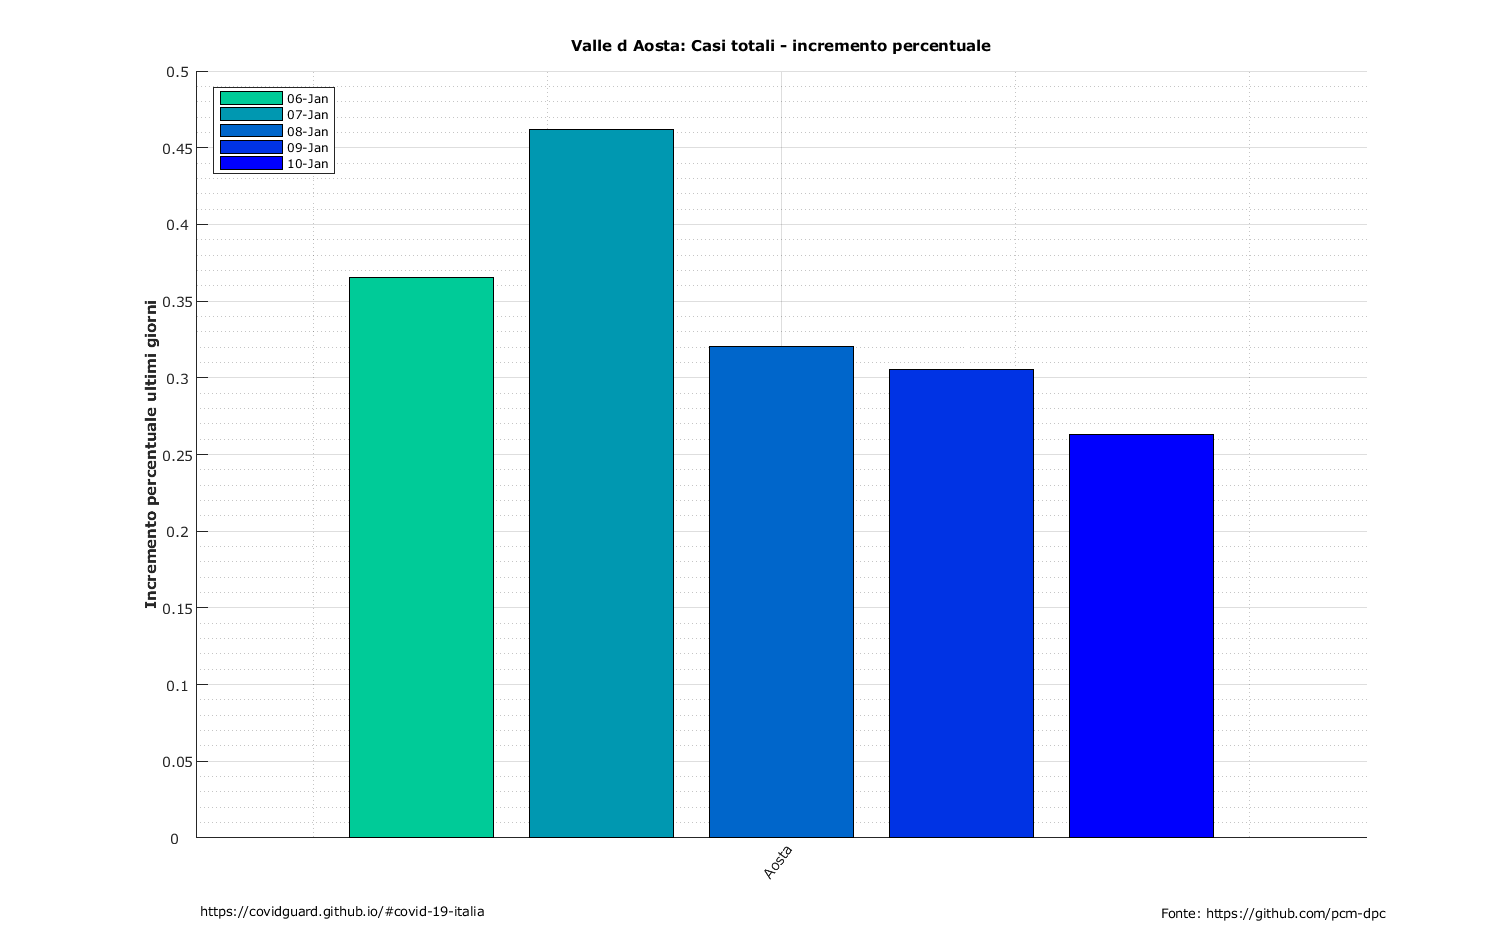 Valle d Aosta: Casi totali - incremento percentuale
0.5
0.45
0.4
0.35
0.3
0.25
0.2
0.15
0.1
0.05
0
Incremento percentuale ultimi giorni
06-Jan
07-Jan
08-Jan
09-Jan
10-Jan
Aosta
https://covidguard.github.io/#covid-19-italia
Fonte: https://github.com/pcm-dpc